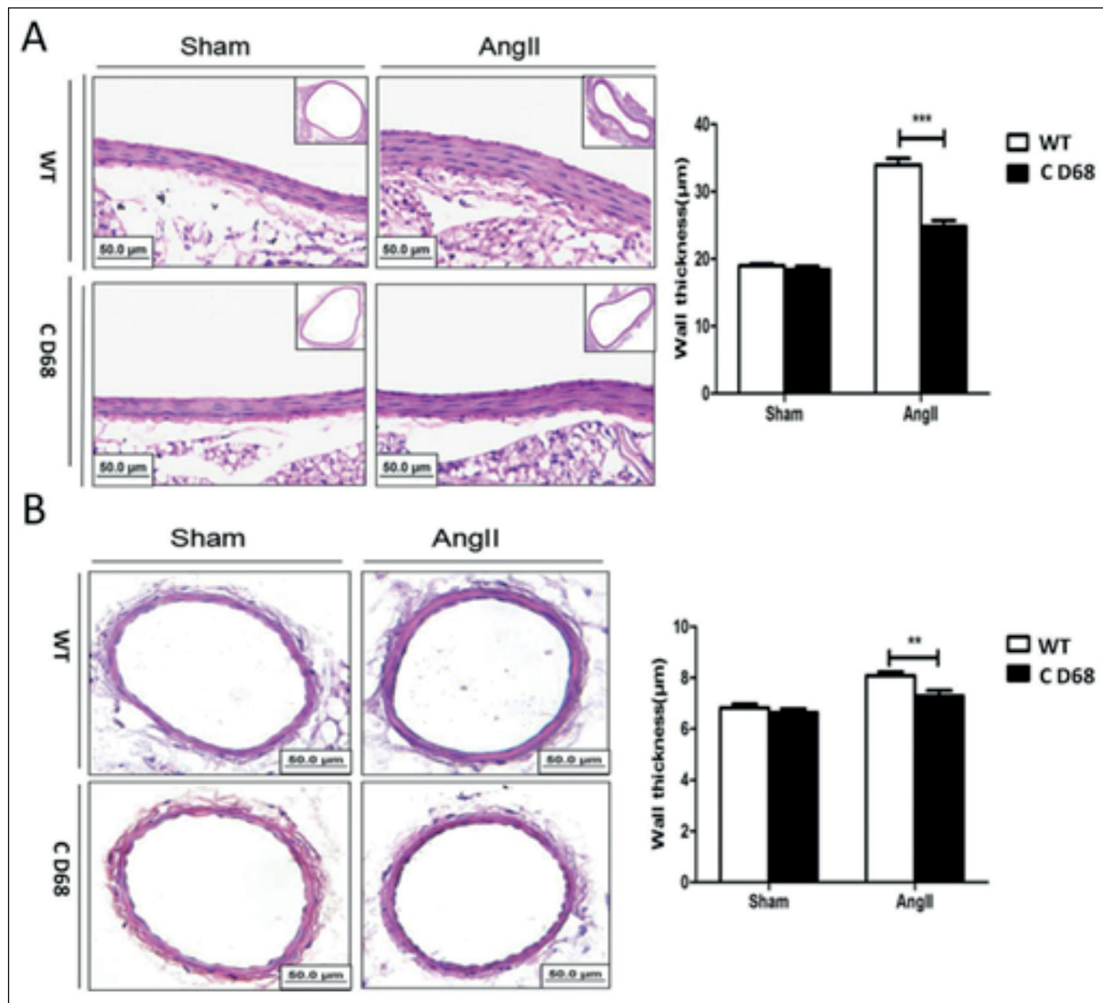 A
Sham
AngII
WT
50.0 µm
50.0 µm
C D68
50.0 µm
50.0 µm
Wall thickness(µm)
40
30
20
10
0
***
Sham
AngII
WT
C D68
B
Sham
AngII
WT
50.0 µm
50.0 µm
C D68
50.0 µm
50.0 µm
Wall thickness(µm)
10
8
6
4
2
0
**
Sham
AngII
WT
C D68